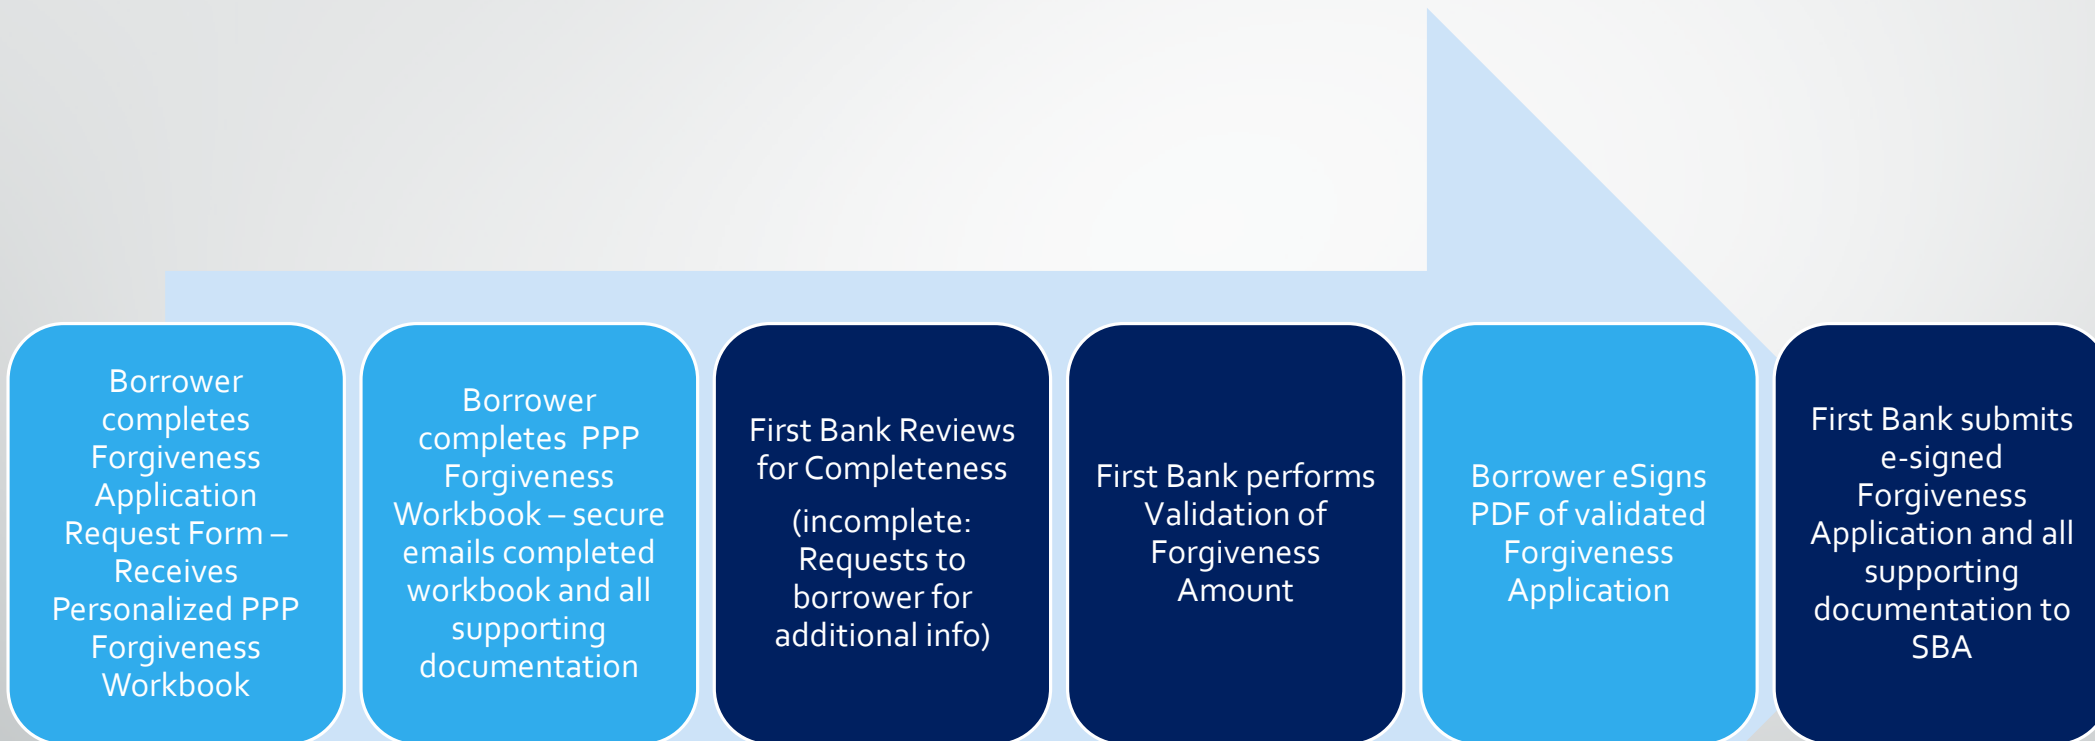 Borrower
completes
Forgiveness
Application
Request Form –
Receives
Personalized PPP
Forgiveness
Workbook
Borrower
completes  PPP
Forgiveness
Workbook – secure
emails completed
workbook and all
supporting
documentation
First Bank Reviews
for Completeness
(incomplete:
Requests to
borrower for
additional info)
First Bank performs
Validation of
Forgiveness
Amount
Borrower eSigns
PDF of validated
Forgiveness
Application
First Bank submits
e-signed
Forgiveness
Application and all
supporting
documentation to
SBA